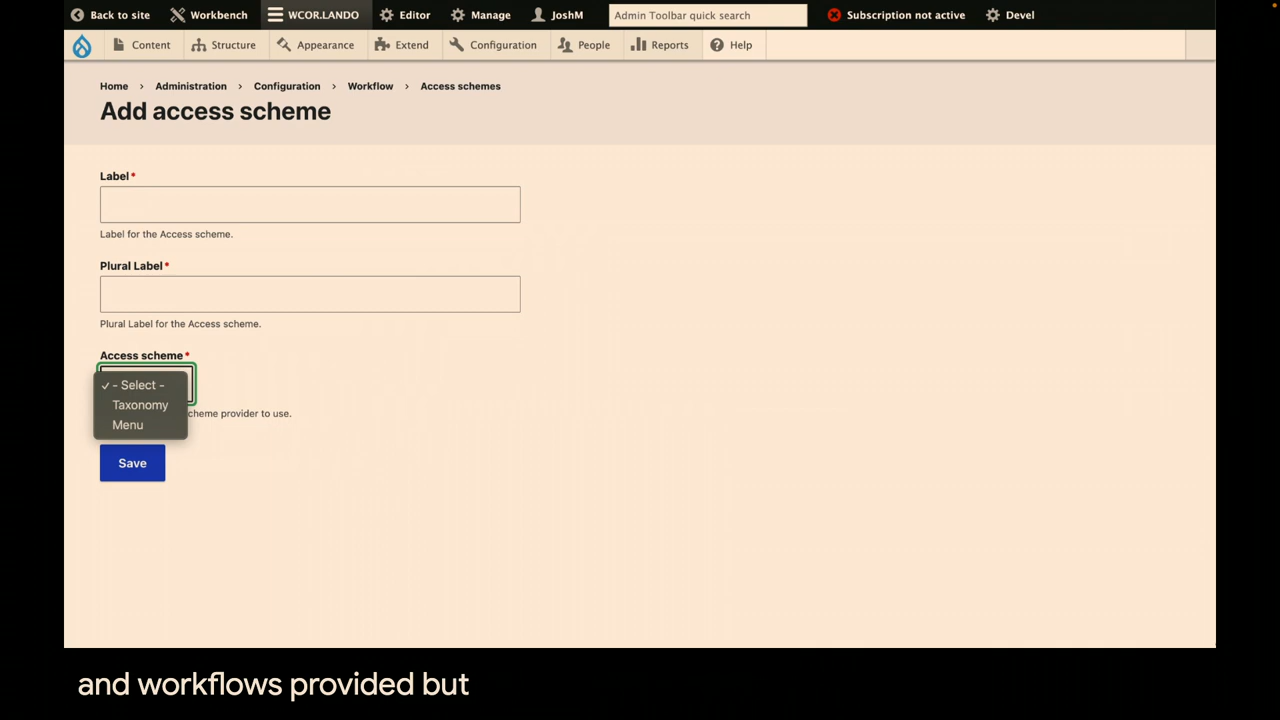 Back to site Workbench WCOR.LANDO Editor Manage JoshM Admin Toolbar quick search Subscription not active Devel
Content Structure Appearance Extend Configuration People Reports Help
Home › Administration › Configuration › Workflow › Access schemes
Add access scheme
Label*
Label for the Access scheme.
Plural Label*
Plural Label for the Access scheme.
Access scheme*
✓ - Select -
Taxonomy
cheme provider to use.
Menu
Save
and workflows provided but